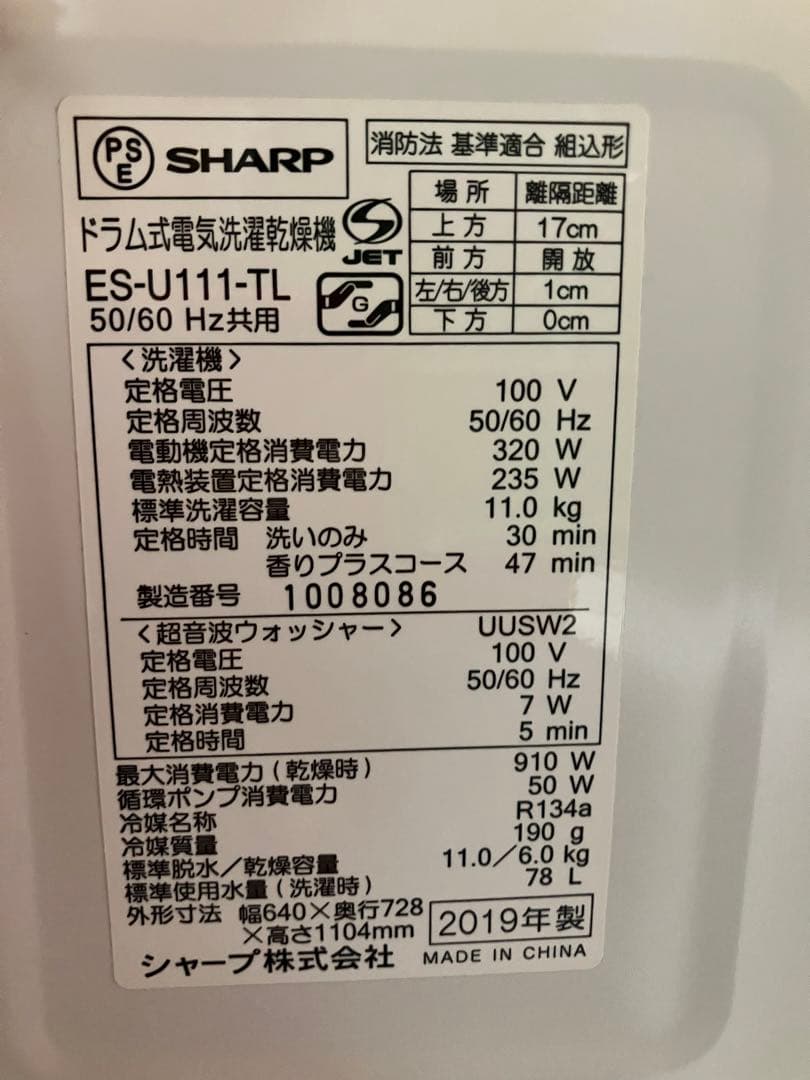 PSE SHARP
消防法 基準適合 組込形
場所 離隔距離
上方 17cm
前方 開放
左/右/後方 1cm
下方 0cm
ドラム式電気洗濯乾燥機
JET
ES-U111-TL
50/60 Hz共用
G
<洗濯機>
定格電圧 100 V
定格周波数 50/60 Hz
電動機定格消費電力 320 W
電熱装置定格消費電力 235 W
標準洗濯容量 11.0 kg
定格時間 洗いのみ 30 min
香りプラスコース 47 min
製造番号 1008086
<超音波ウォッシャー> UUSW2
定格電圧 100 V
定格周波数 50/60 Hz
定格消費電力 7 W
定格時間 5 min
最大消費電力(乾燥時) 910 W
循環ポンプ消費電力 50 W
冷媒名称 R134a
冷媒質量 190 g
標準脱水/乾燥容量 11.0/6.0 kg
標準使用水量(洗濯時) 78 L
外形寸法 幅640×奥行728
×高さ1104mm
2019年製
シャープ株式会社 MADE IN CHINA